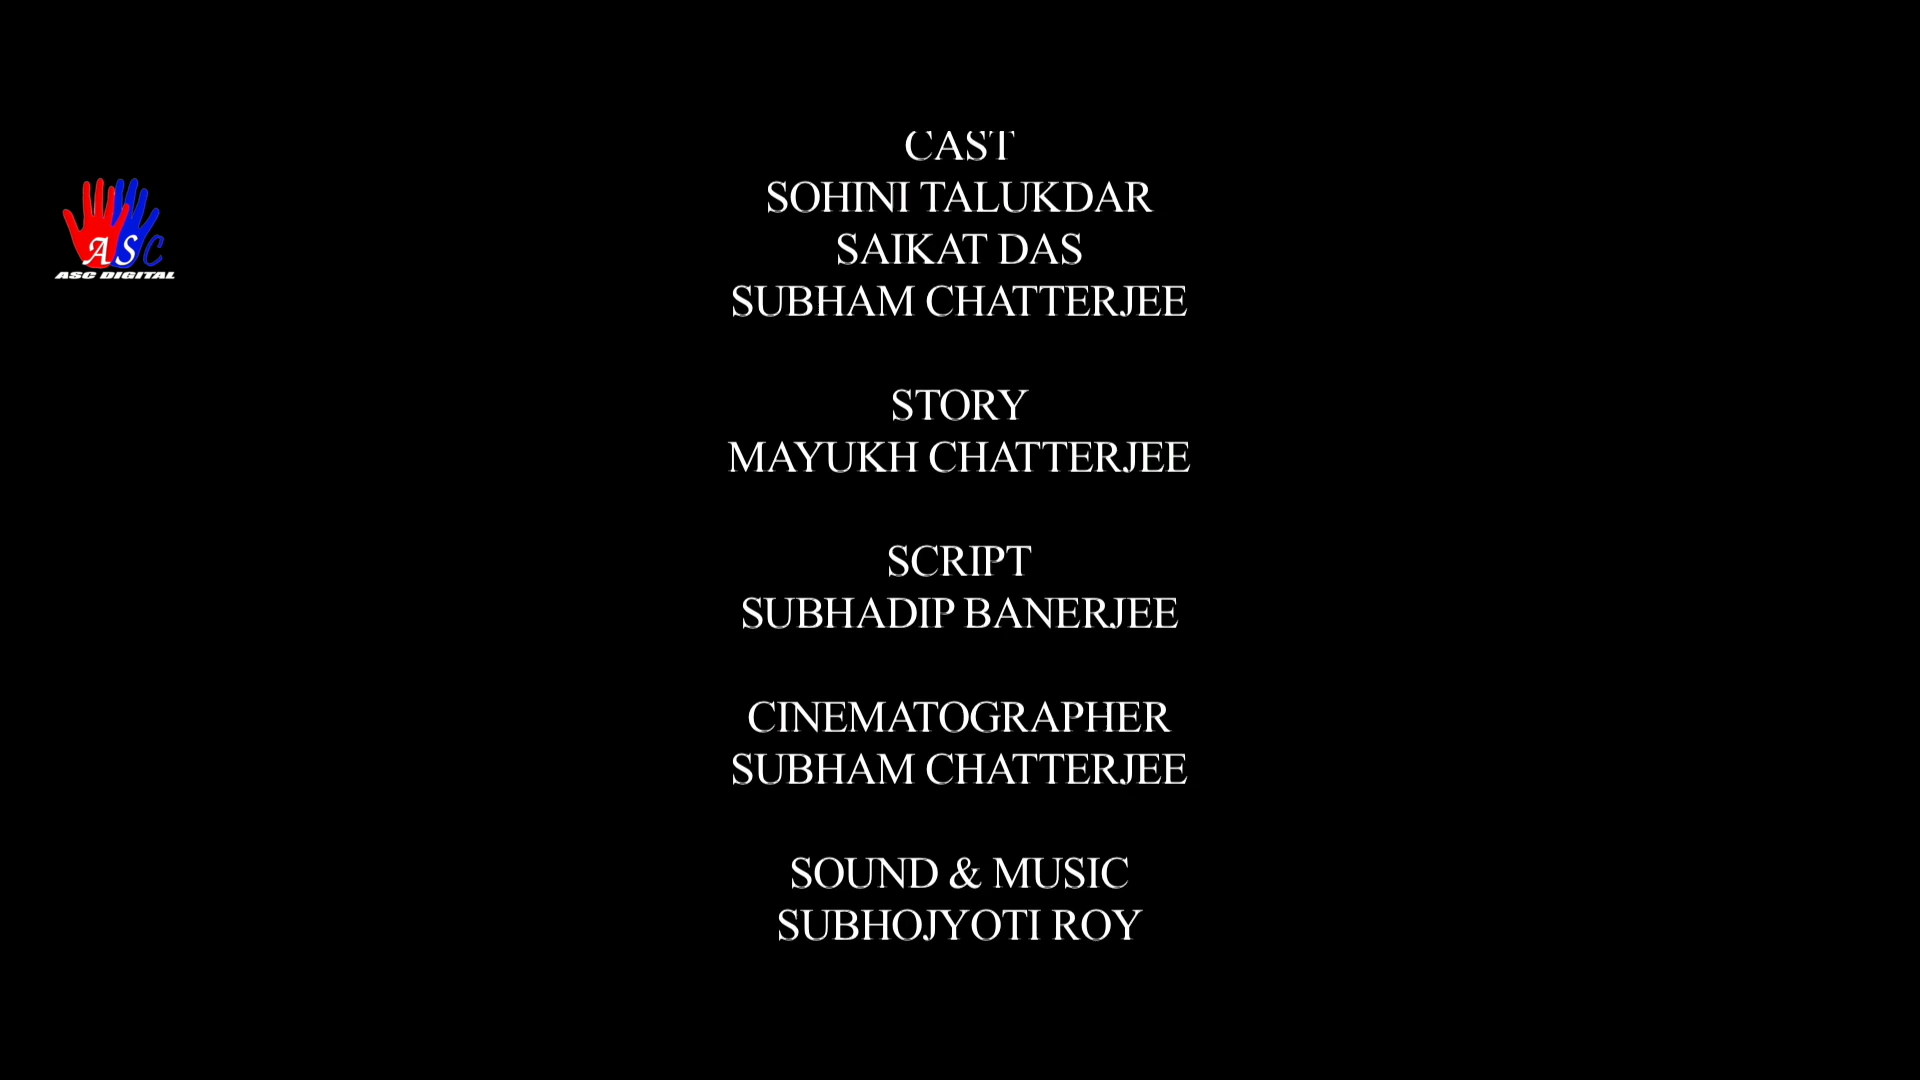 CAST
SOHINI TALUKDAR
SAIKAT DAS
SUBHAM CHATTERJEE
STORY
MAYUKH CHATTERJEE
SCRIPT
SUBHADIP BANERJEE
CINEMATOGRAPHER
SUBHAM CHATTERJEE
SOUND & MUSIC
SUBHOJYOTI ROY
ASC
ASC DIGITAL